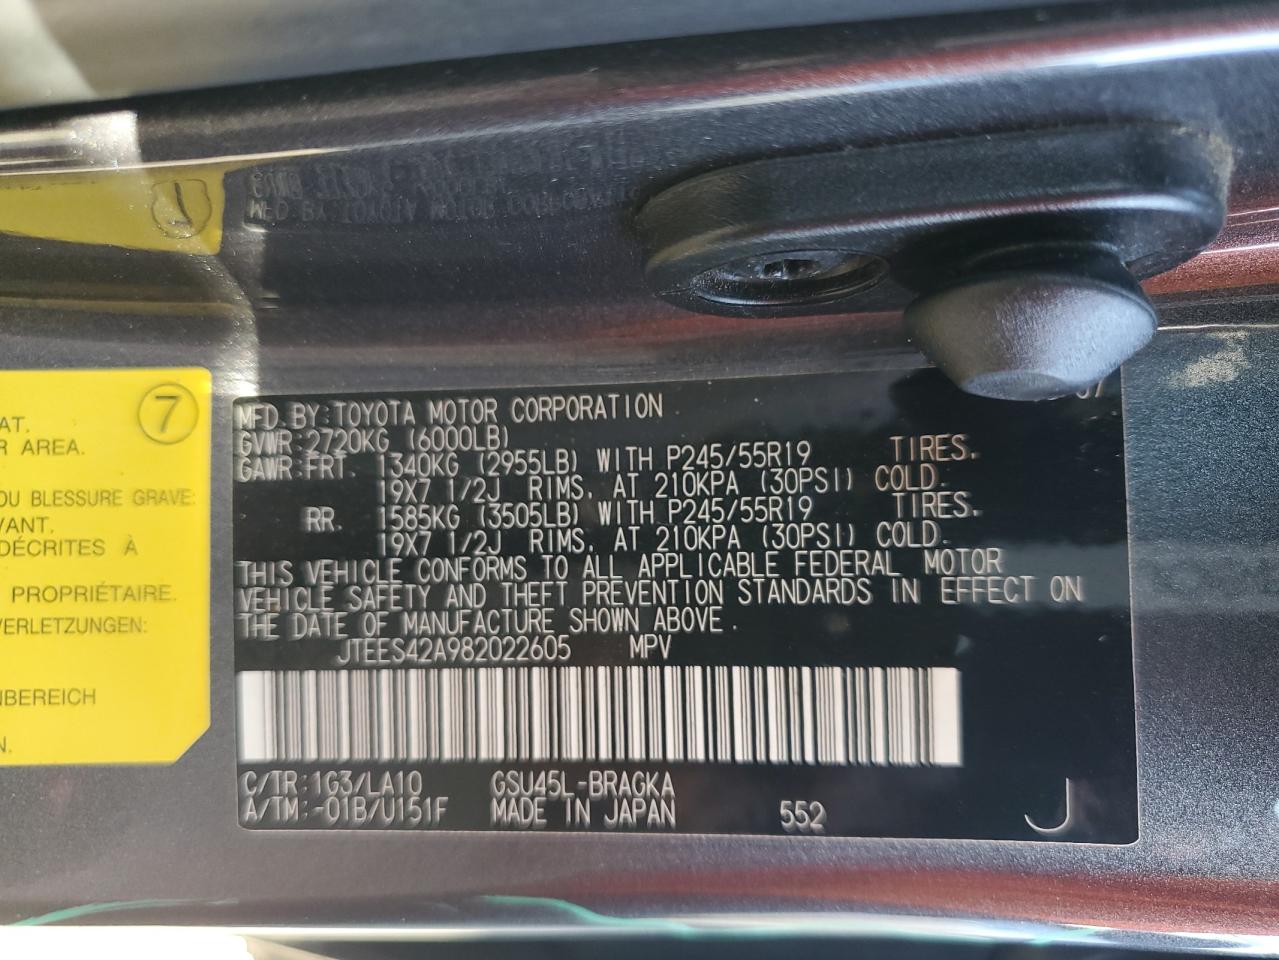 7
AT.
R AREA.
OU BLESSURE GRAVE
VANT.
DÉCRITES À
PROPRIÉTAIRE.
VERLETZUNGEN:
NBEREICH
N.
07
MFD. BY: TOYOTA MOTOR CORPORATION
GVWR: 2720KG (6000LB)
GAWR: FRT. 1340KG (2955LB) WITH P245/55R19 TIRES.
19X7 1/2J RIMS, AT 210KPA (30PSI) COLD.
RR. 1585KG (3505LB) WITH P245/55R19 TIRES.
19X7 1/2J RIMS, AT 210KPA (30PSI) COLD.
THIS VEHICLE CONFORMS TO ALL APPLICABLE FEDERAL MOTOR
VEHICLE SAFETY AND THEFT PREVENTION STANDARDS IN EFFECT ON
THE DATE OF MANUFACTURE SHOWN ABOVE.
JTEES42A982022605 MPV
C/TR: 1G3/LA10 GSU45L-BRAGKA
A/TM: -01B/U151F MADE IN JAPAN 552 J